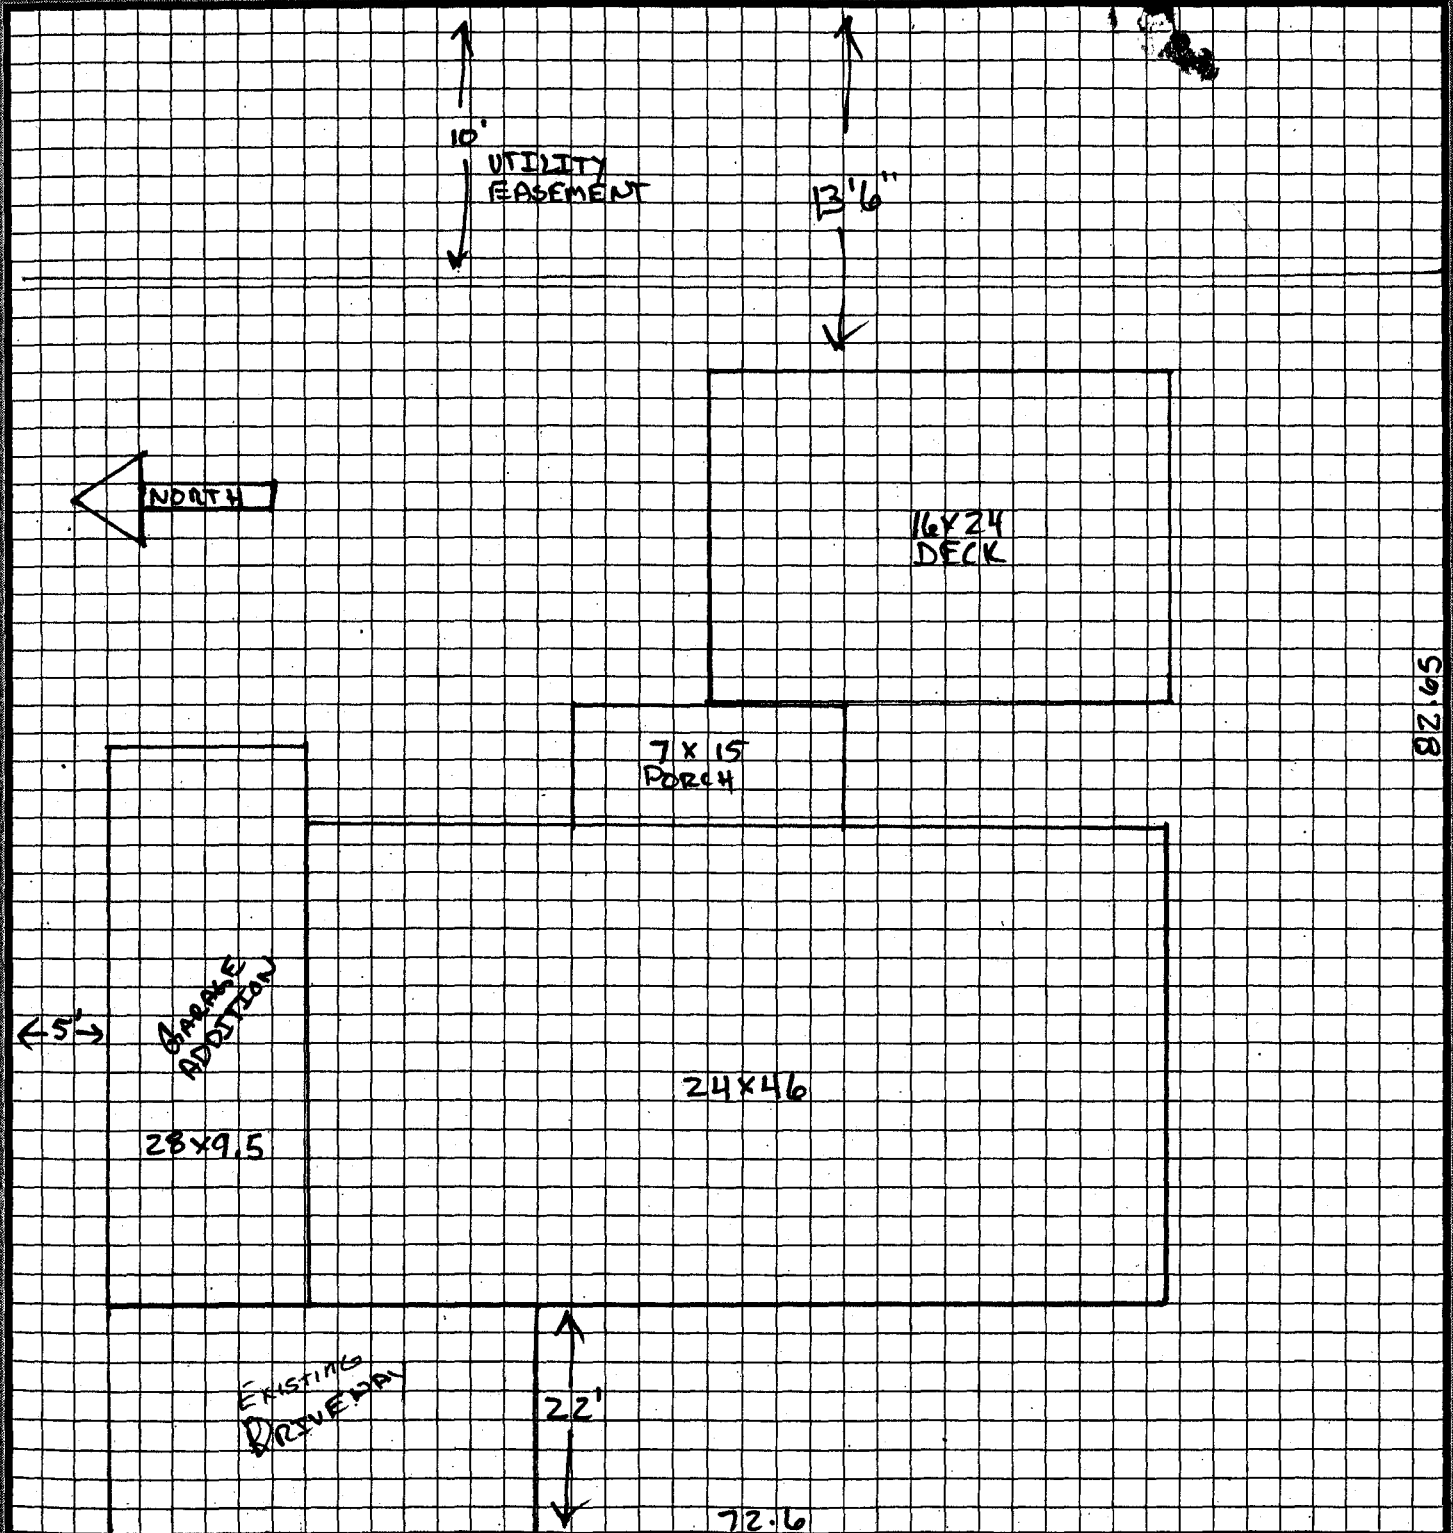 10'
UTILITY
EASEMENT
13'6"
NORTH
16x24
DECK
82.65
7 x 15
PORCH
GARAGE
ADDITION
5'
24x46
28x9.5
EXISTING
DRIVEWAY
22'
72.6